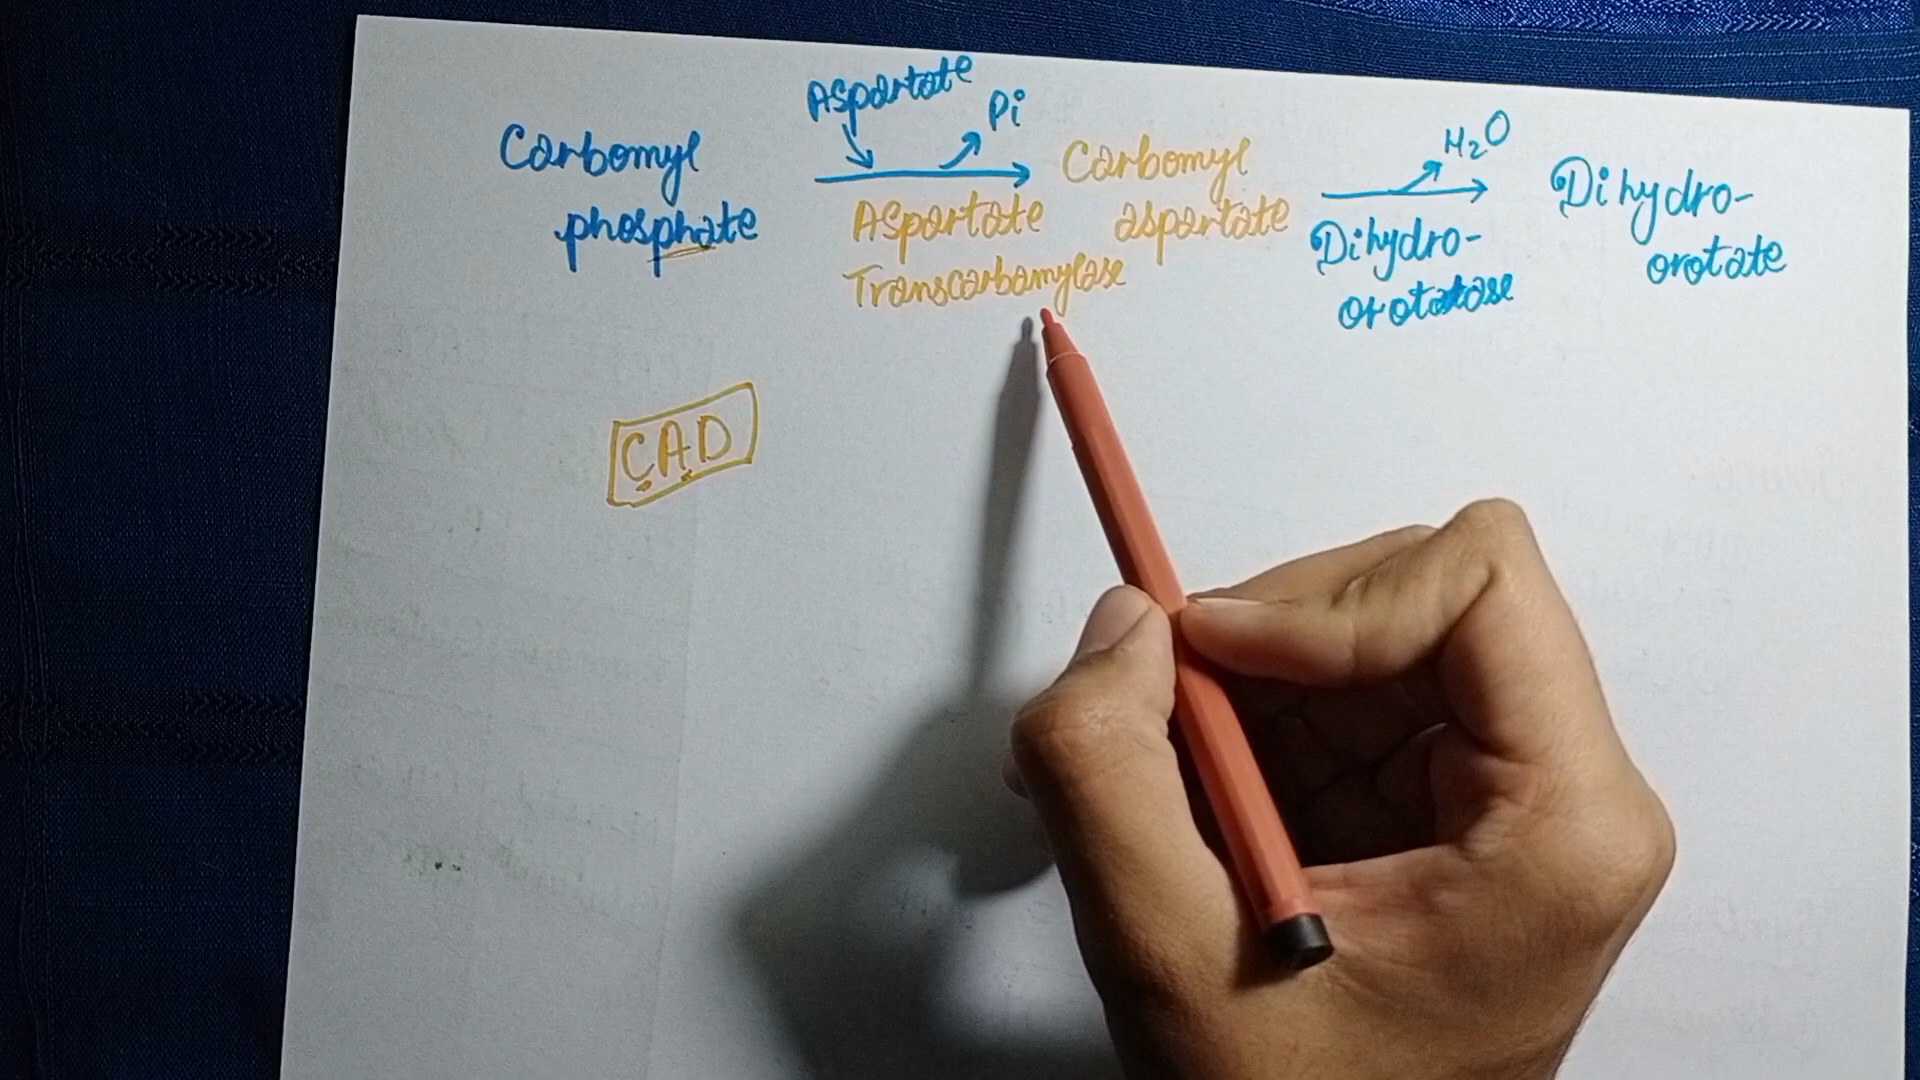 Aspartate
Pi
Carbomyl
phosphate
Aspartate
Transcarbamylase
Carbomyl
aspartate
H2O
Dihydro-
orotatase
Dihydro-
orotate
CAD